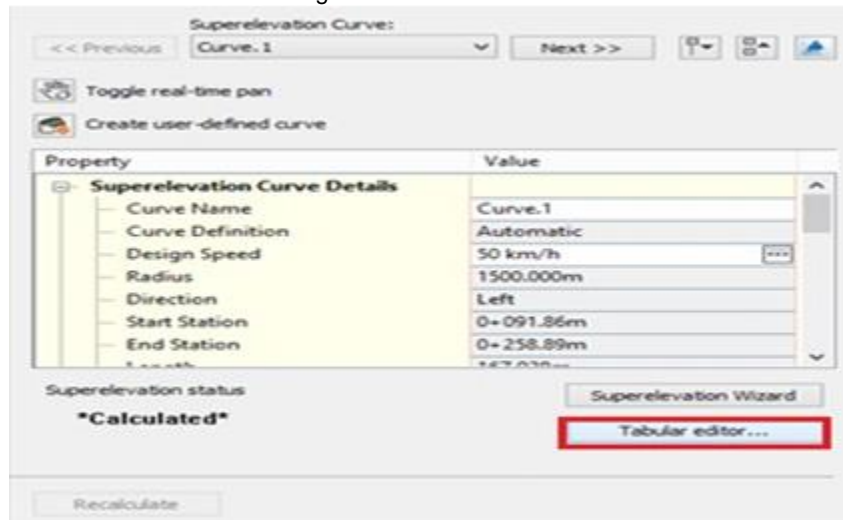 Superelevation Curve:
<< Previous Curve.1 Next >>
Toggle real-time pan
Create user-defined curve
Property Value
Superelevation Curve Details
Curve Name Curve.1
Curve Definition Automatic
Design Speed 50 km/h ...
Radius 1500.000m
Direction Left
Start Station 0+091.86m
End Station 0+258.89m
Superelevation status
Superelevation Wizard
*Calculated*
Tabular editor...
Recalculate